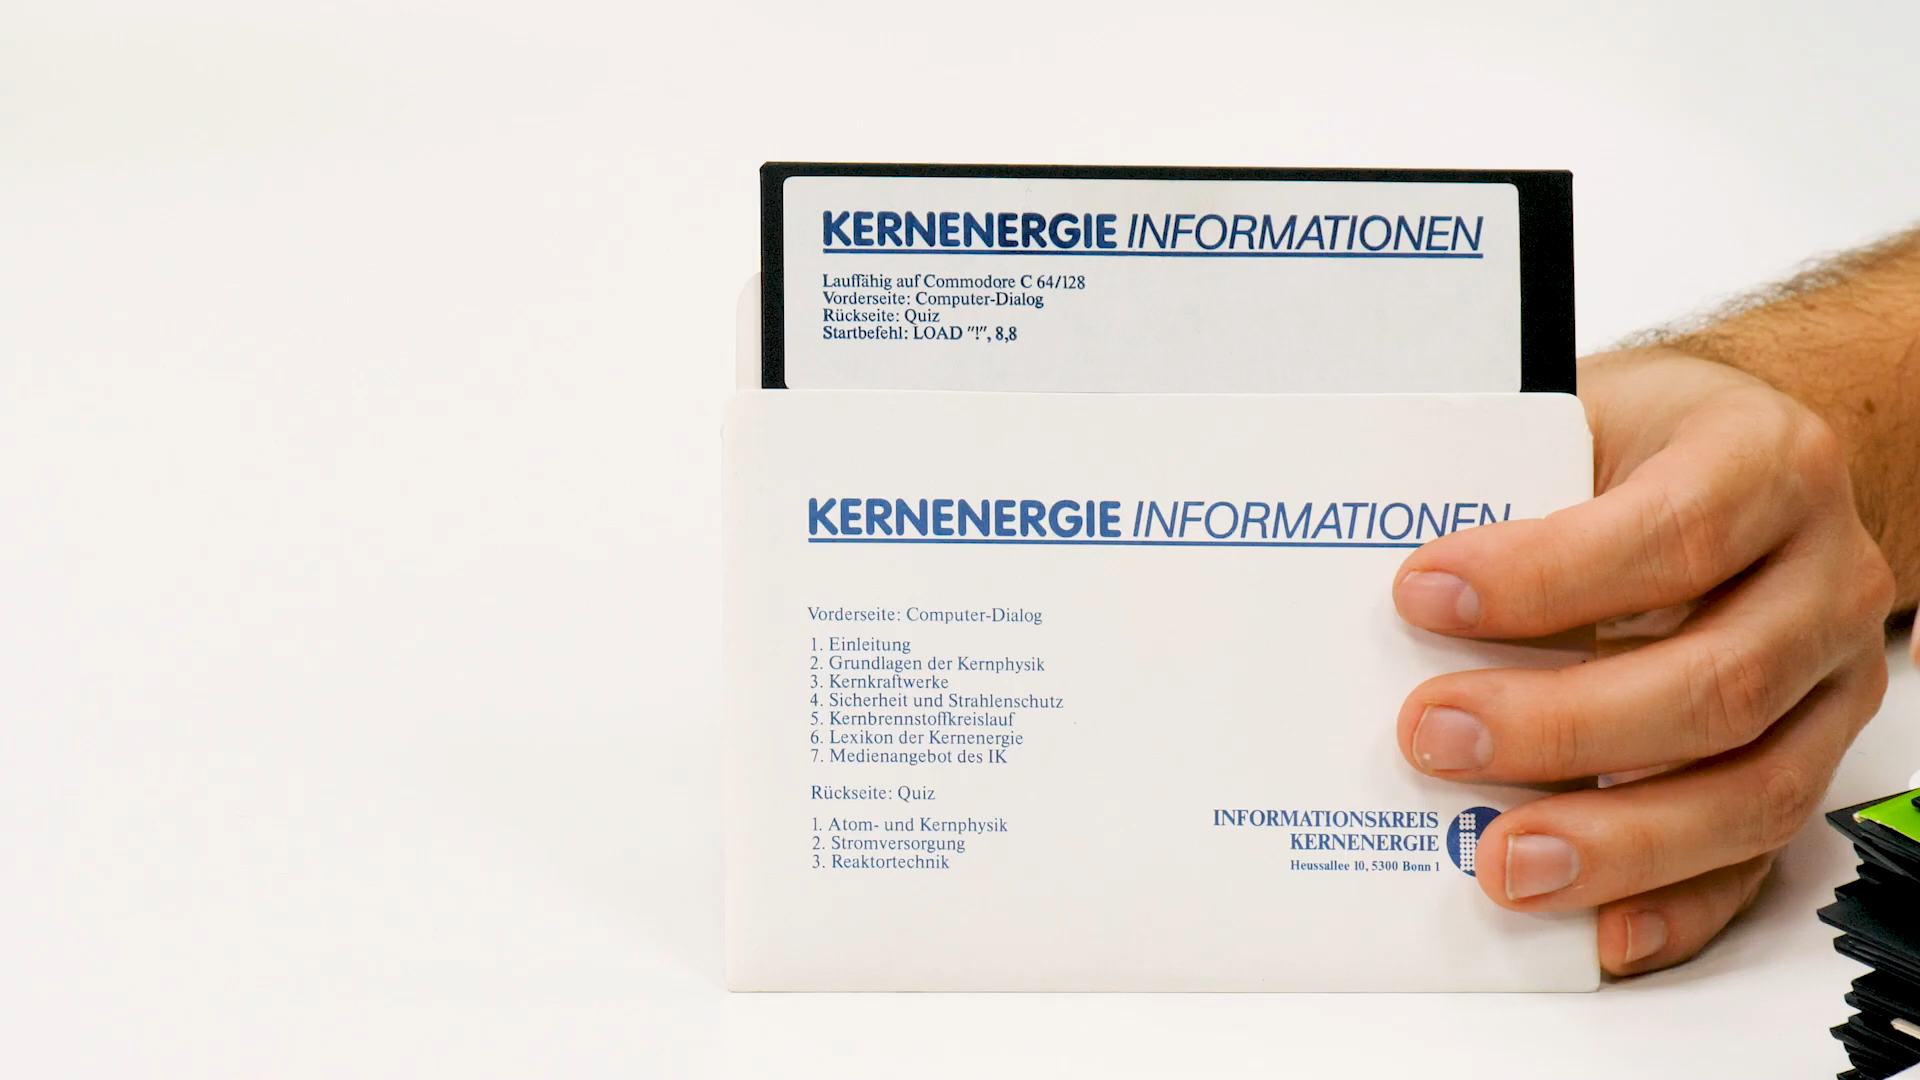 KERNENERGIE INFORMATIONEN
Lauffähig auf Commodore C 64/128
Vorderseite: Computer-Dialog
Rückseite: Quiz
Startbefehl: LOAD "!", 8,8
KERNENERGIE INFORMATIONEN
Vorderseite: Computer-Dialog
1. Einleitung
2. Grundlagen der Kernphysik
3. Kernkraftwerke
4. Sicherheit und Strahlenschutz
5. Kernbrennstoffkreislauf
6. Lexikon der Kernenergie
7. Medienangebot des IK
Rückseite: Quiz
1. Atom- und Kernphysik
2. Stromversorgung
3. Reaktortechnik
INFORMATIONSKREIS
KERNENERGIE
Heussallee 10, 5300 Bonn 1